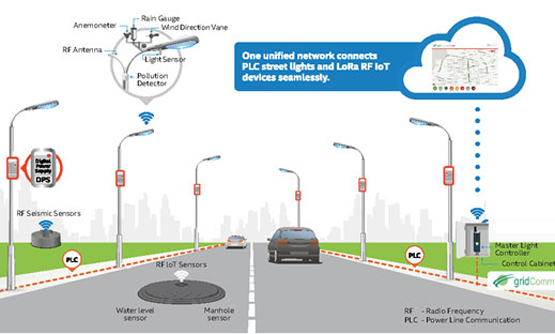 Anemometer
Rain Gauge
Wind Direction Vane
RF Antenna
Light Sensor
Pollution
Detector
One unified network connects
PLC street lights and LoRa RF IoT
devices seamlessly.
Digital
Power
Supply
DPS
RF Seismic Sensors
PLC
RF IoT Sensors
PLC
Master Light
Controller
Control Cabinet
Water level
sensor
Manhole
sensor
gridComm
RF - Radio Frequency
PLC - Power Line Communication